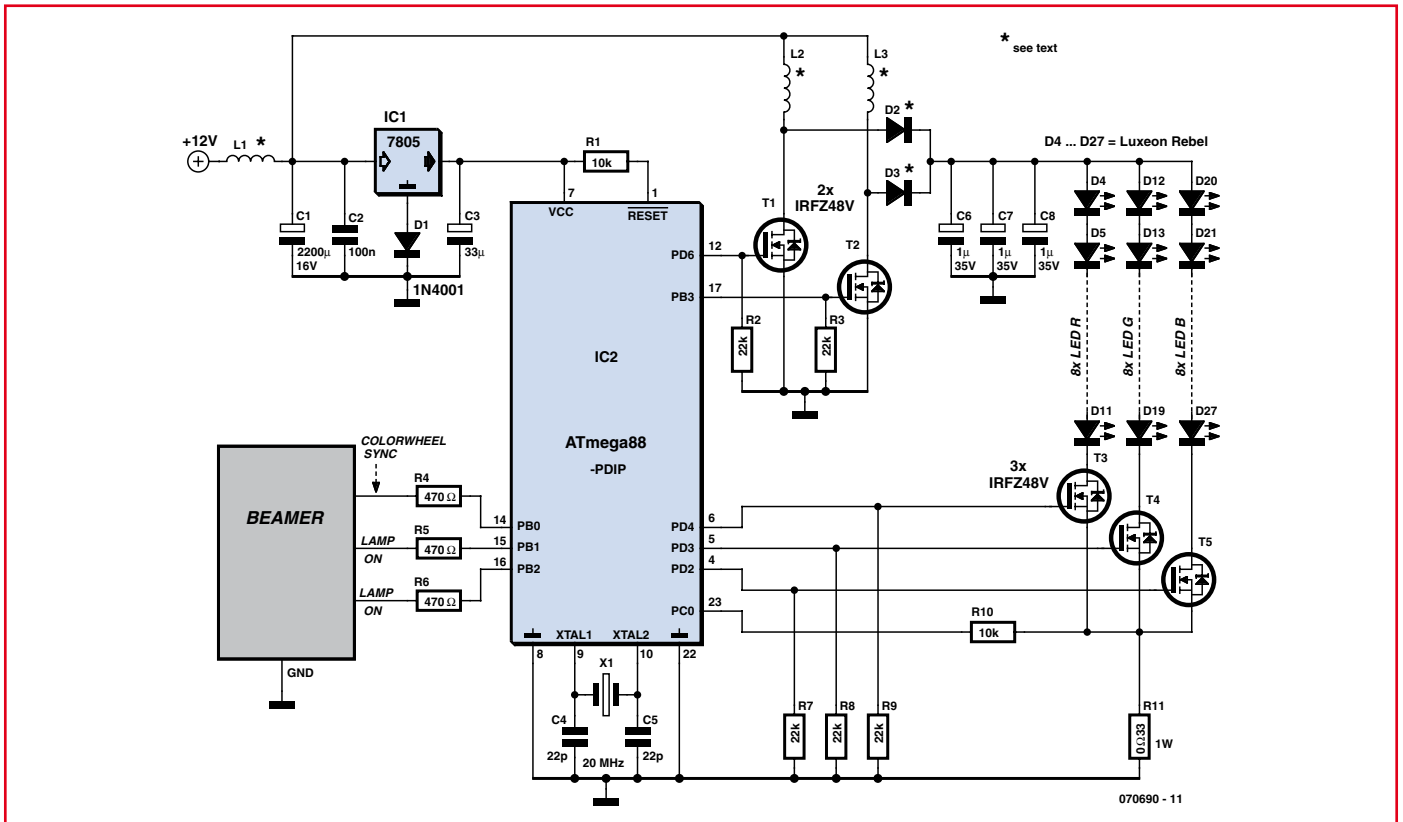 * see text
L2
*
L3
*
IC1
7805
D2 *
D3 *
+12V
L1 *
R1
10k
D4 ... D27 = Luxeon Rebel
D4
D12
D20
D5
D13
D21
7
VCC
1
RESET
2x
IRFZ48V
T1
T2
C1
2200µ
16V
C2
100n
D1
1N4001
C3
33µ
C6
1µ
35V
C7
1µ
35V
C8
1µ
35V
PD6
12
PB3
17
R2
22k
R3
22k
8x LED R
8x LED G
8x LED B
IC2
ATmega88
-PDIP
D11
D19
D27
3x
IRFZ48V
T3
T4
T5
COLORWHEEL
SYNC
BEAMER
R4
470 Ω
14
PB0
LAMP
ON
R5
470 Ω
15
PB1
LAMP
ON
R6
470 Ω
16
PB2
PD4
6
PD3
5
PD2
4
PC0
23
R10
10k
GND
XTAL1
XTAL2
8
9
10
22
X1
20 MHz
C4
22p
C5
22p
R7
22k
R8
22k
R9
22k
R11
0Ω33
1W
070690 - 11